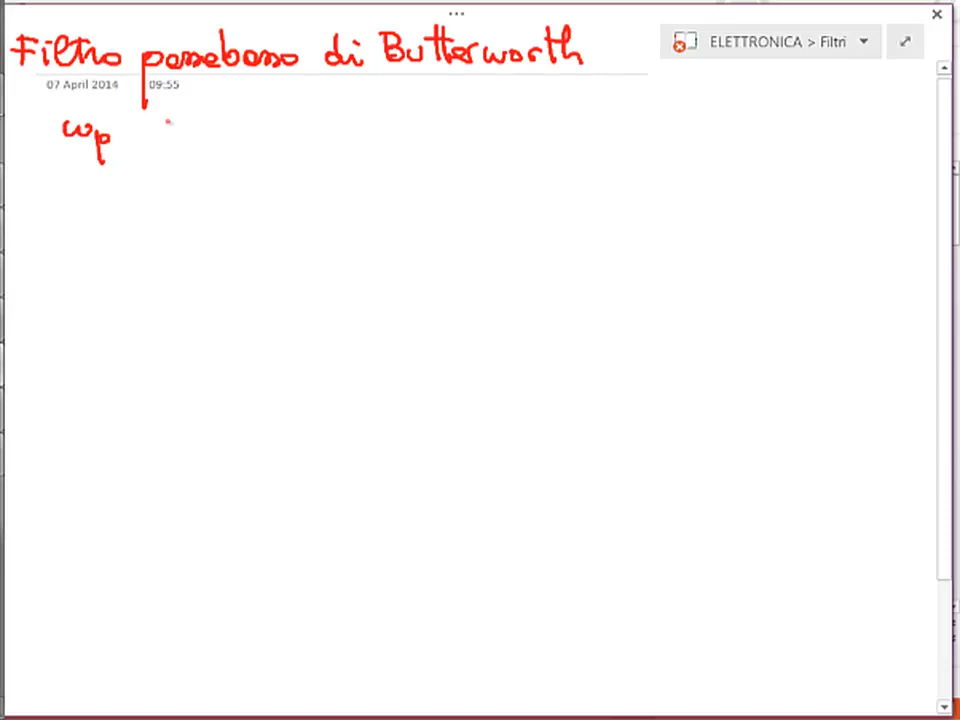 Filtro passabasso di Butterworth
ELETTRONICA > Filtri
07 April 2014 09:55
ωp